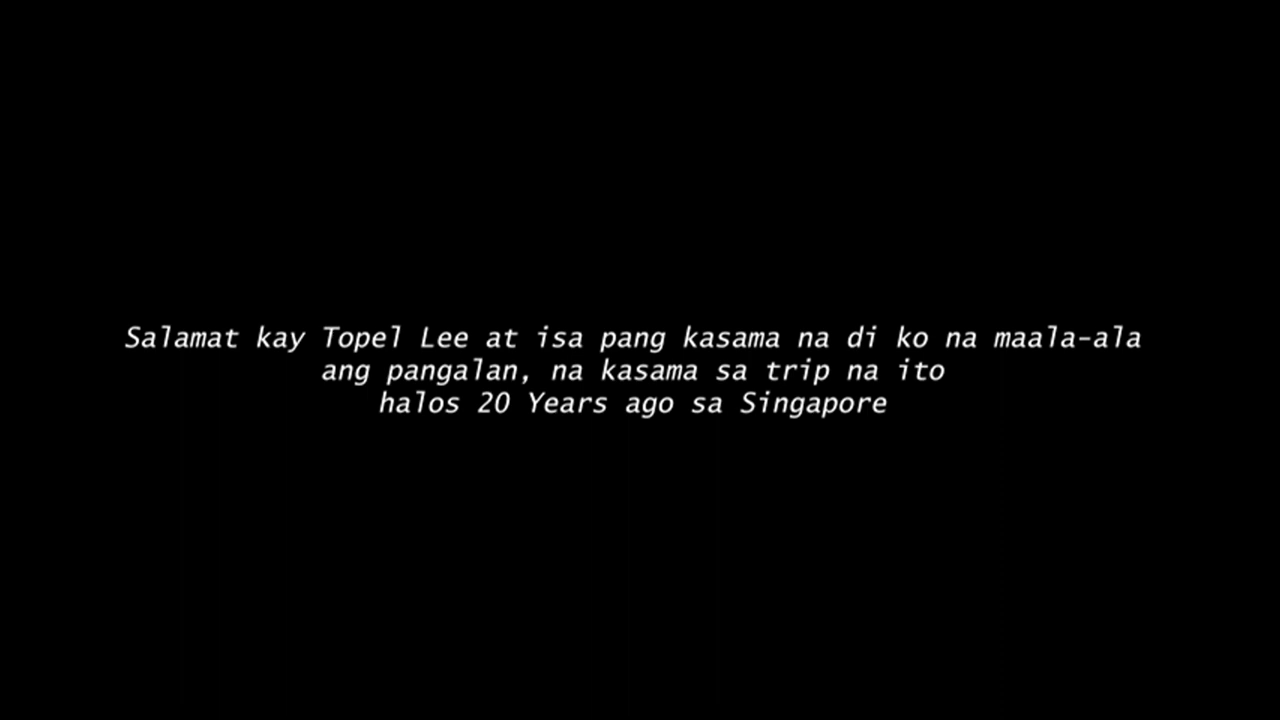 Salamat kay Topel Lee at isa pang kasama na di ko na maala-ala
ang pangalan, na kasama sa trip na ito
halos 20 Years ago sa Singapore